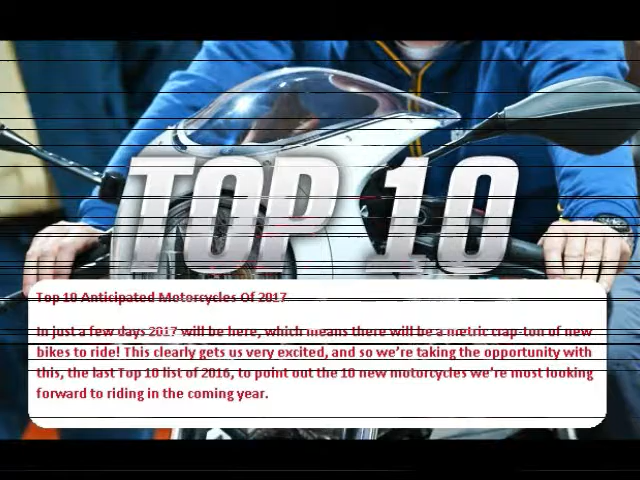 TOP 10
Top 10 Anticipated Motorcycles Of 2017
In just a few days 2017 will be here, which means there will be a metric crap-ton of new
bikes to ride! This clearly gets us very excited, and so we're taking the opportunity with
this, the last Top 10 list of 2016, to point out the 10 new motorcycles we're most looking
forward to riding in the coming year.